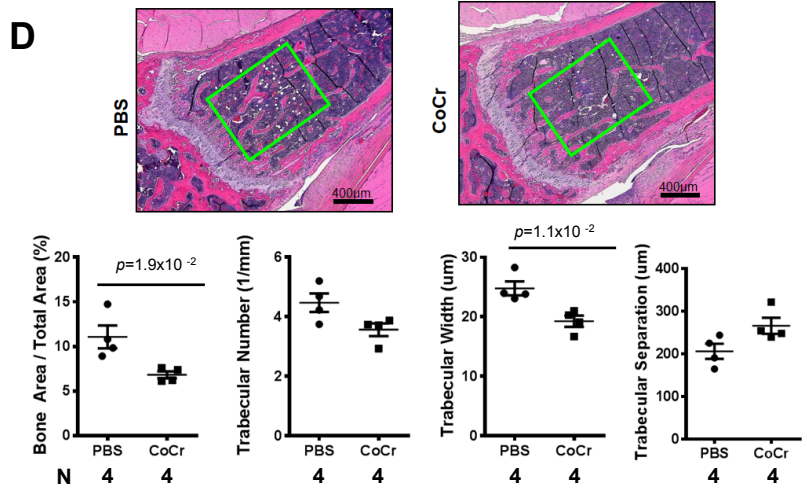 D
PBS
400µm
CoCr
400µm
Bone Area / Total Area (%)
20
15
10
5
0
p=1.9x10 -2
PBS CoCr
Trabecular Number (1/mm)
6
4
2
0
PBS CoCr
Trabecular Width (um)
30
20
10
0
p=1.1x10 -2
PBS CoCr
Trabecular Separation (um)
400
300
200
100
0
PBS CoCr
N 4 4 4 4 4 4 4 4